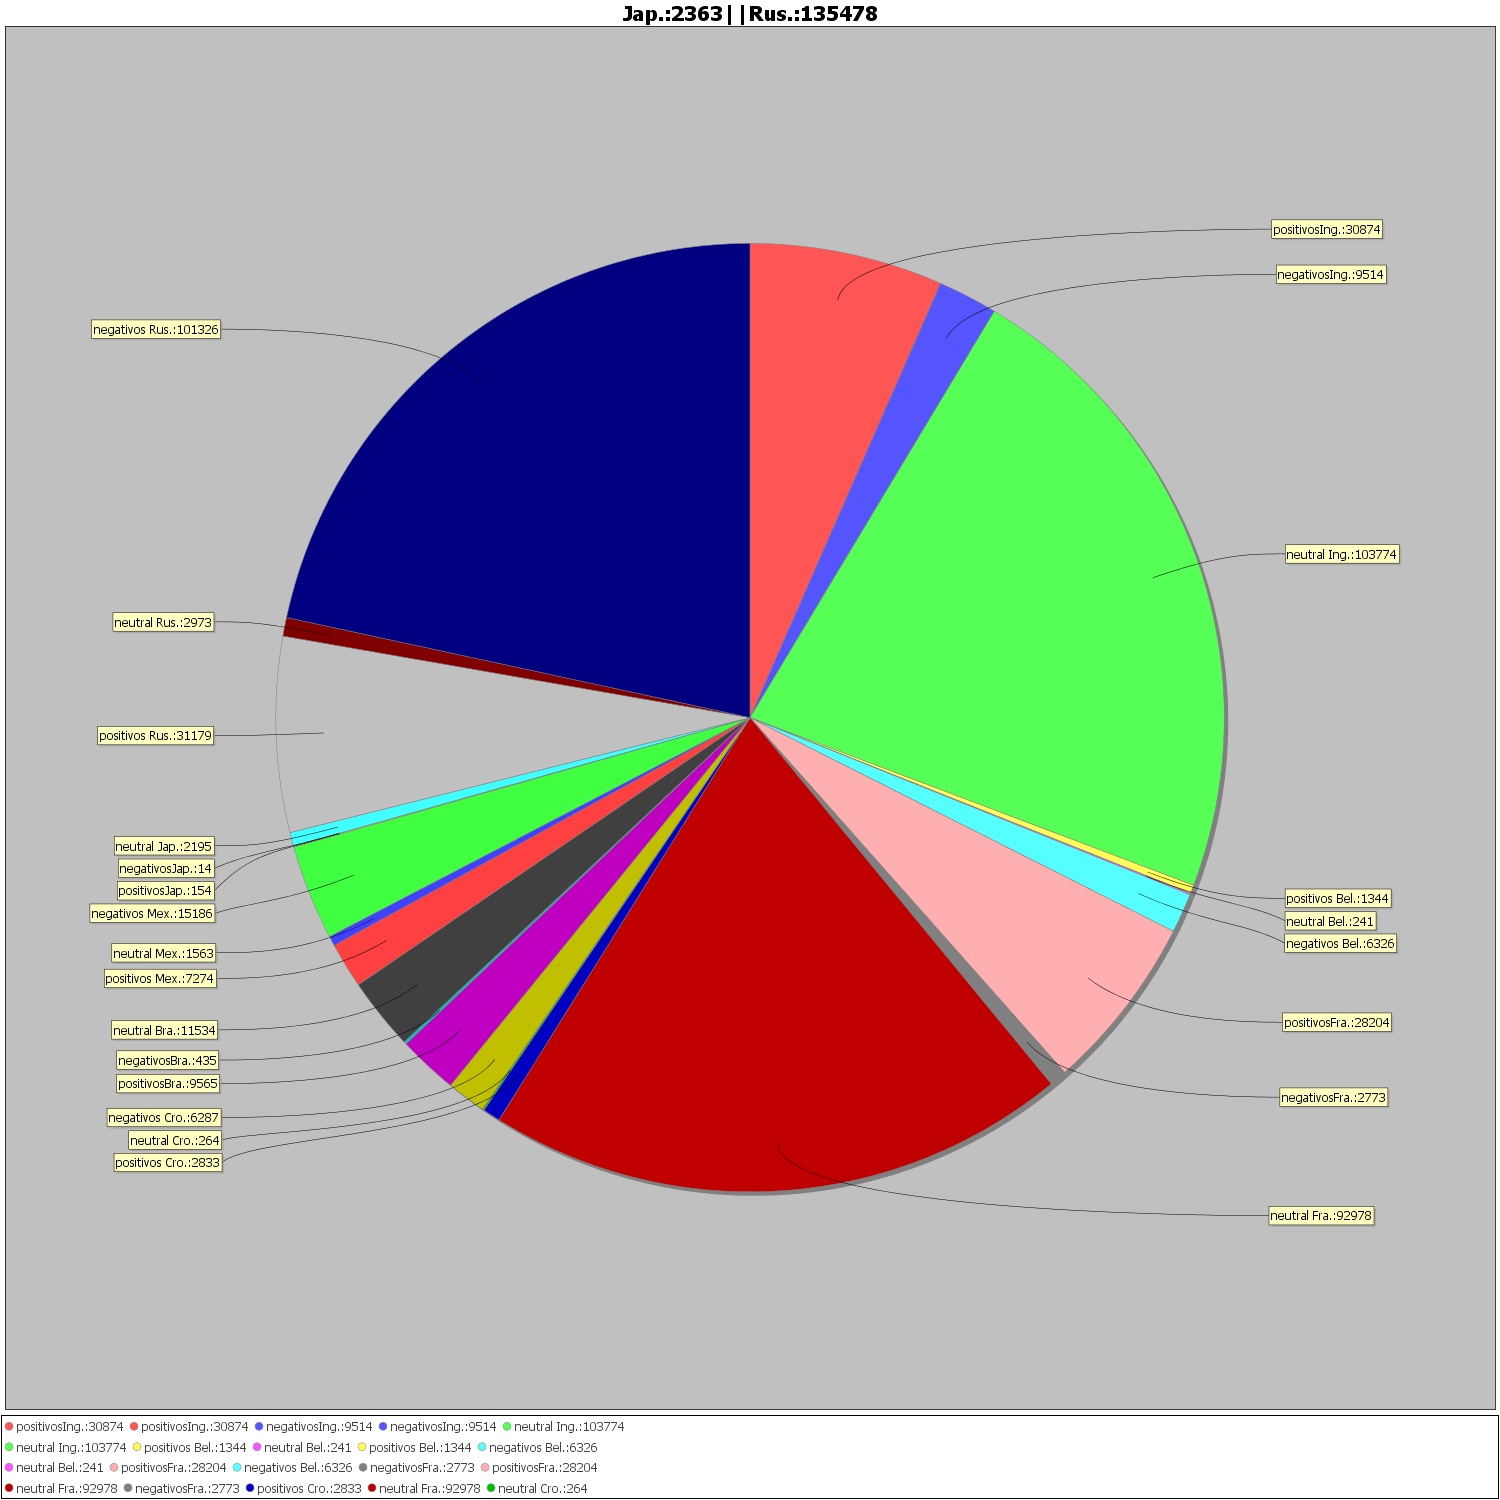 Jap.:2363||Rus.:135478
positivosIng.:30874
negativosIng.:9514
negativos Rus.:101326
neutral Ing.:103774
neutral Rus.:2973
positivos Rus.:31179
neutral Jap.:2195
negativosJap.:14
positivosJap.:154
negativos Mex.:15186
neutral Mex.:1563
positivos Mex.:7274
neutral Bra.:11534
negativosBra.:435
positivosBra.:9565
negativos Cro.:6287
neutral Cro.:264
positivos Cro.:2833
positivos Bel.:1344
neutral Bel.:241
negativos Bel.:6326
positivosFra.:28204
negativosFra.:2773
neutral Fra.:92978
positivosIng.:30874 positivosIng.:30874 negativosIng.:9514 negativosIng.:9514 neutral Ing.:103774
neutral Ing.:103774 positivos Bel.:1344 neutral Bel.:241 positivos Bel.:1344 negativos Bel.:6326
neutral Bel.:241 positivosFra.:28204 negativos Bel.:6326 negativosFra.:2773 positivosFra.:28204
neutral Fra.:92978 negativosFra.:2773 positivos Cro.:2833 neutral Fra.:92978 neutral Cro.:264